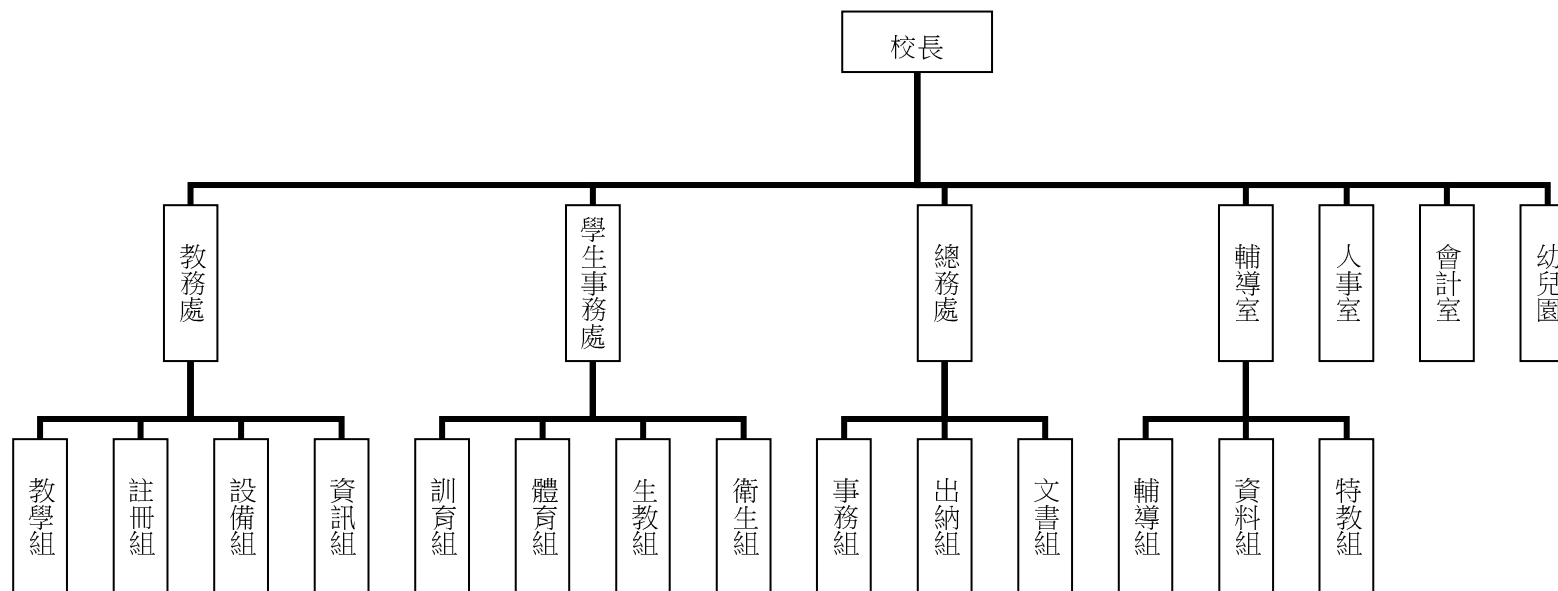 校長
教務處
學生事務處
總務處
輔導室
人事室
會計室
幼兒園
教學組
註冊組
設備組
資訊組
訓育組
體育組
生教組
衛生組
事務組
出納組
文書組
輔導組
資料組
特教組